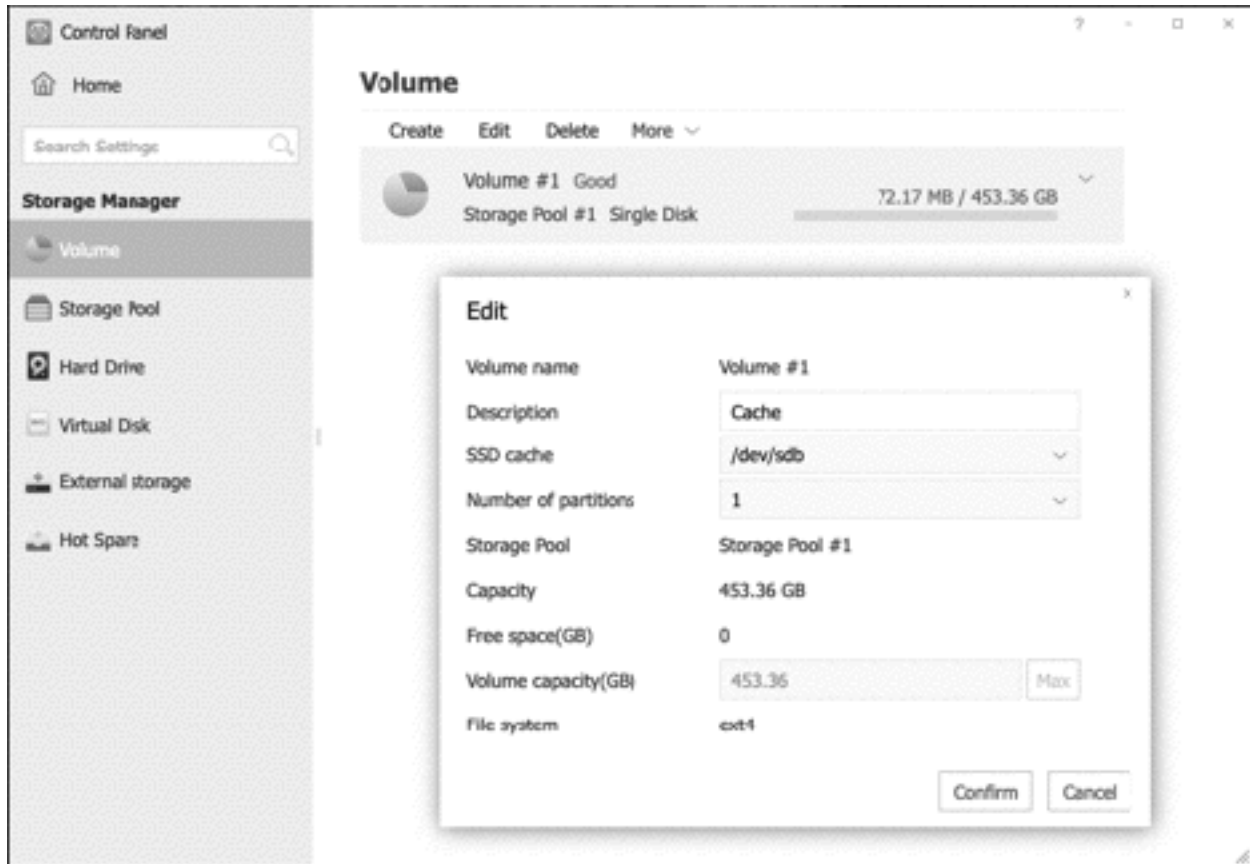 Control Panel
Home
Search Settings
Storage Manager
Volume
Storage Pool
Hard Drive
Virtual Disk
External storage
Hot Spare
?
Volume
Create Edit Delete More
Volume #1 Good
72.17 MB / 453.36 GB
Storage Pool #1 Single Disk
Edit
Volume name Volume #1
Description Cache
SSD cache /dev/sdb
Number of partitions 1
Storage Pool Storage Pool #1
Capacity 453.36 GB
Free space(GB) 0
Volume capacity(GB) 453.36 Max
File system ext4
Confirm Cancel